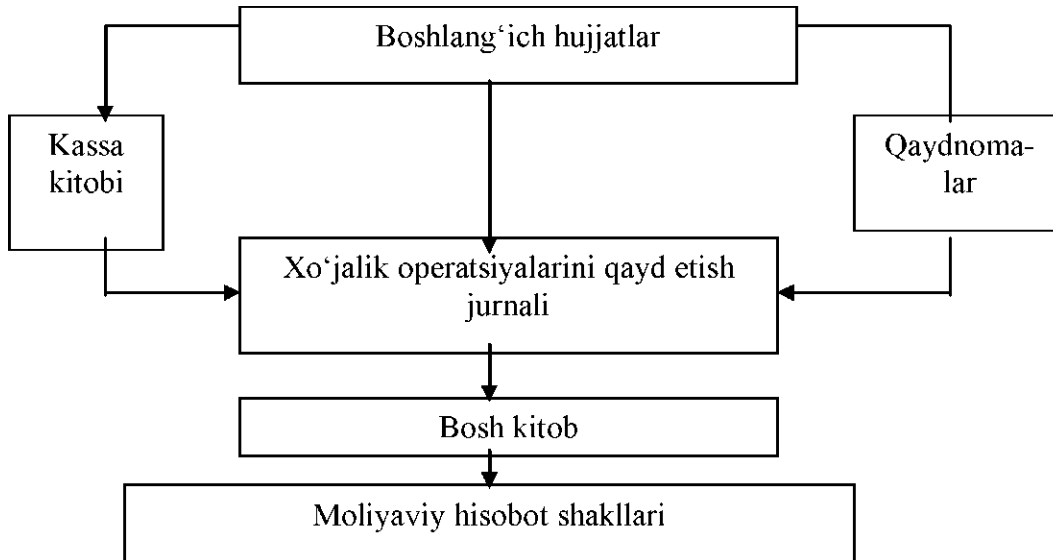 Boshlang‘ich hujjatlar
Kassa
kitobi
Qaydnoma-
lar
Xo‘jalik operatsiyalarini qayd etish
jurnali
Bosh kitob
Moliyaviy hisobot shakllari